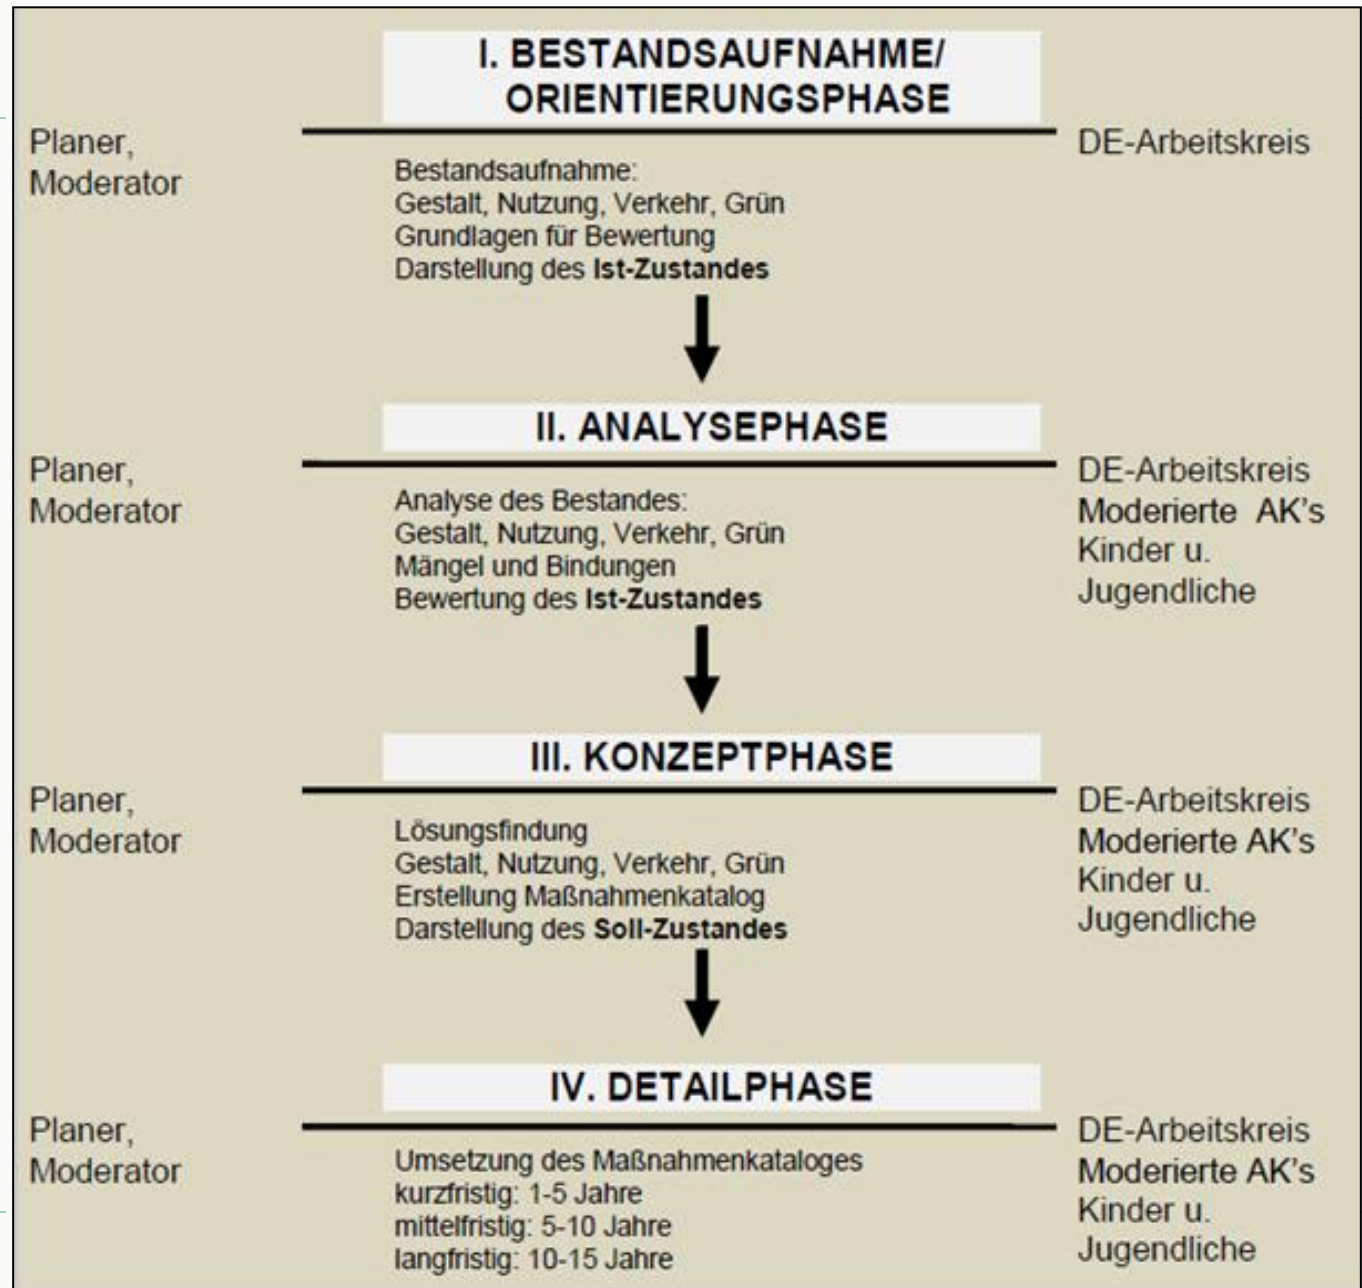 I. BESTANDSAUFNAHME/
ORIENTIERUNGSPHASE
Planer,
Moderator
Bestandsaufnahme:
Gestalt, Nutzung, Verkehr, Grün
Grundlagen für Bewertung
Darstellung des Ist-Zustandes
DE-Arbeitskreis
II. ANALYSEPHASE
Planer,
Moderator
Analyse des Bestandes:
Gestalt, Nutzung, Verkehr, Grün
Mängel und Bindungen
Bewertung des Ist-Zustandes
DE-Arbeitskreis
Moderierte AK's
Kinder u.
Jugendliche
III. KONZEPTPHASE
Planer,
Moderator
Lösungsfindung
Gestalt, Nutzung, Verkehr, Grün
Erstellung Maßnahmenkatalog
Darstellung des Soll-Zustandes
DE-Arbeitskreis
Moderierte AK's
Kinder u.
Jugendliche
IV. DETAILPHASE
Planer,
Moderator
Umsetzung des Maßnahmenkataloges
kurzfristig: 1-5 Jahre
mittelfristig: 5-10 Jahre
langfristig: 10-15 Jahre
DE-Arbeitskreis
Moderierte AK's
Kinder u.
Jugendliche